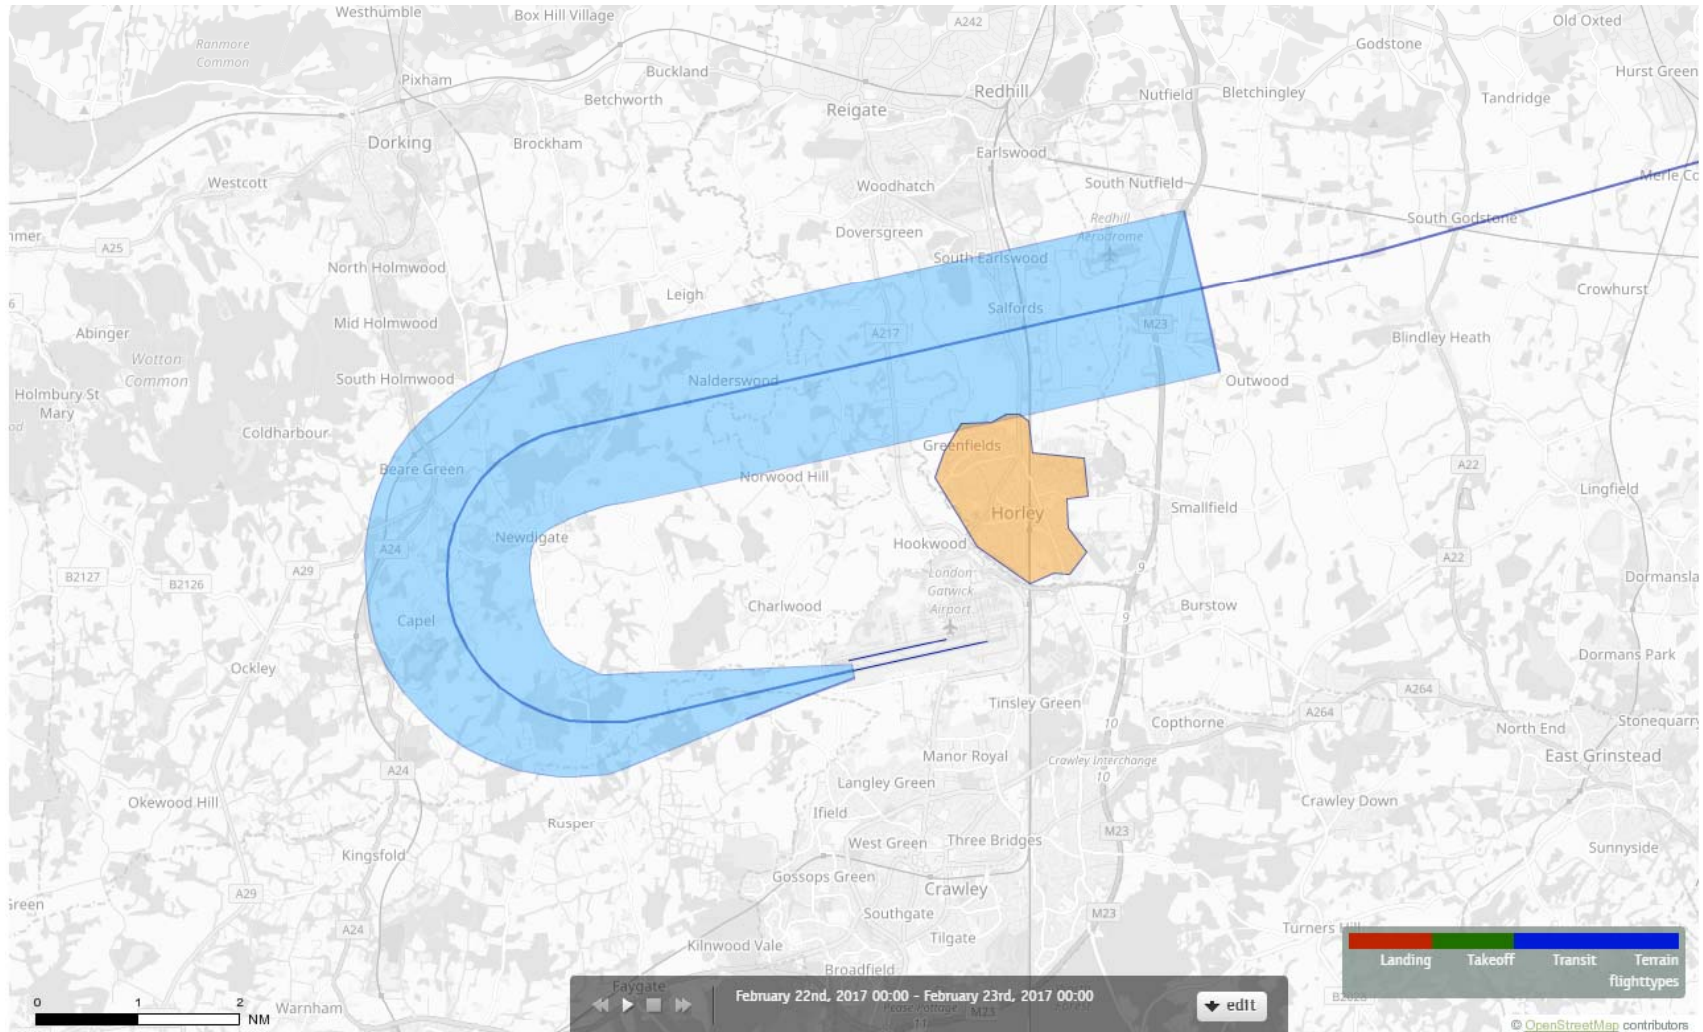 Westhumble
Box Hill Village
A242
Old Oxted
Ranmore
Common
Godstone
Pixham
Buckland
Hurst Green
Betchworth
Redhill
Nutfield
Bletchingley
Tandridge
Reigate
Dorking
Brockham
Earlswood
Westcott
Woodhatch
South Nutfield
Redhill
Aerodrome
South Godstone
A25
Doversgreen
North Holmwood
South Earlswood
Leigh
Crowhurst
Salfords
Abinger
Mid Holmwood
A217
M23
Blindley Heath
Wotton
Common
South Holmwood
Nalderswood
Outwood
Holmbury St
Mary
Coldharbour
Greenfields
Beare Green
Norwood Hill
A22
Lingfield
Horley
Smallfield
Newdigate
Hookwood
A24
A22
B2127
B2126
A29
London
Gatwick
Airport
9
Charlwood
Burstow
9
Capel
Ockley
Dormans Park
A264
Tinsley Green
A264
10
Copthorne
North End
Manor Royal
Crawley Interchange
10
East Grinstead
A24
Langley Green
Okewood Hill
Crawley Down
Ifield
Rusper
M23
West Green
Three Bridges
Sunnyside
Kingsfold
Gossops Green
Crawley
A29
Southgate
M23
A24
Tilgate
Kilnwood Vale
Broadfield
Landing
Takeoff
Transit
Terrain
flighttypes
Faygate
February 22nd, 2017 00:00 - February 23rd, 2017 00:00
edit
0 1 2
NM
Warnham
M23
© OpenStreetMap contributors